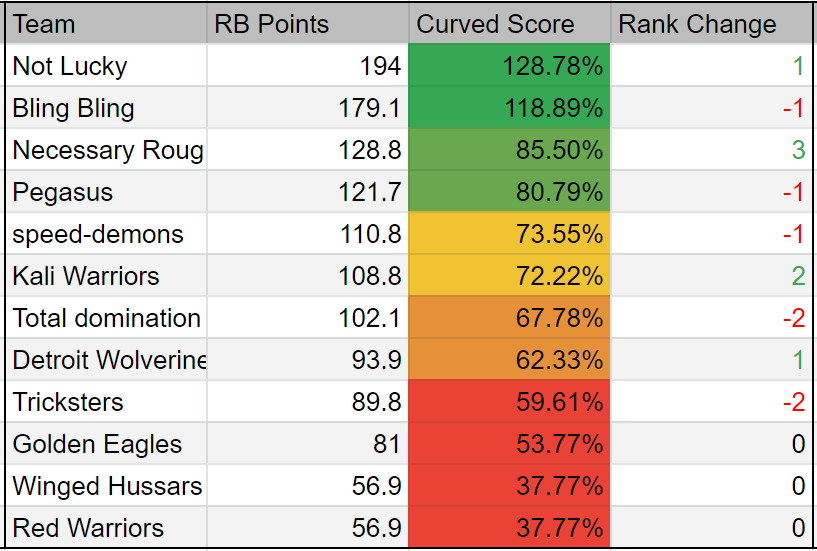 Team RB Points Curved Score Rank Change
Not Lucky 194 128.78% 1
Bling Bling 179.1 118.89% -1
Necessary Roug 128.8 85.50% 3
Pegasus 121.7 80.79% -1
speed-demons 110.8 73.55% -1
Kali Warriors 108.8 72.22% 2
Total domination 102.1 67.78% -2
Detroit Wolverine 93.9 62.33% 1
Tricksters 89.8 59.61% -2
Golden Eagles 81 53.77% 0
Winged Hussars 56.9 37.77% 0
Red Warriors 56.9 37.77% 0